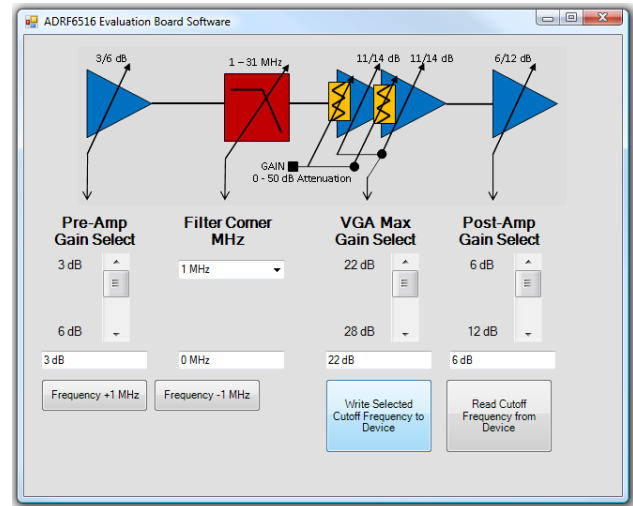 ADRF6516 Evaluation Board Software
3/6 dB
1 – 31 MHz
11/14 dB
11/14 dB
6/12 dB
GAIN
0 - 50 dB Attenuation
Pre-Amp
Gain Select
Filter Corner
MHz
VGA Max
Gain Select
Post-Amp
Gain Select
3 dB
1 MHz
22 dB
6 dB
6 dB
28 dB
12 dB
3 dB
0 MHz
22 dB
6 dB
Frequency +1 MHz
Frequency -1 MHz
Write Selected
Cutoff Frequency to
Device
Read Cutoff
Frequency from
Device